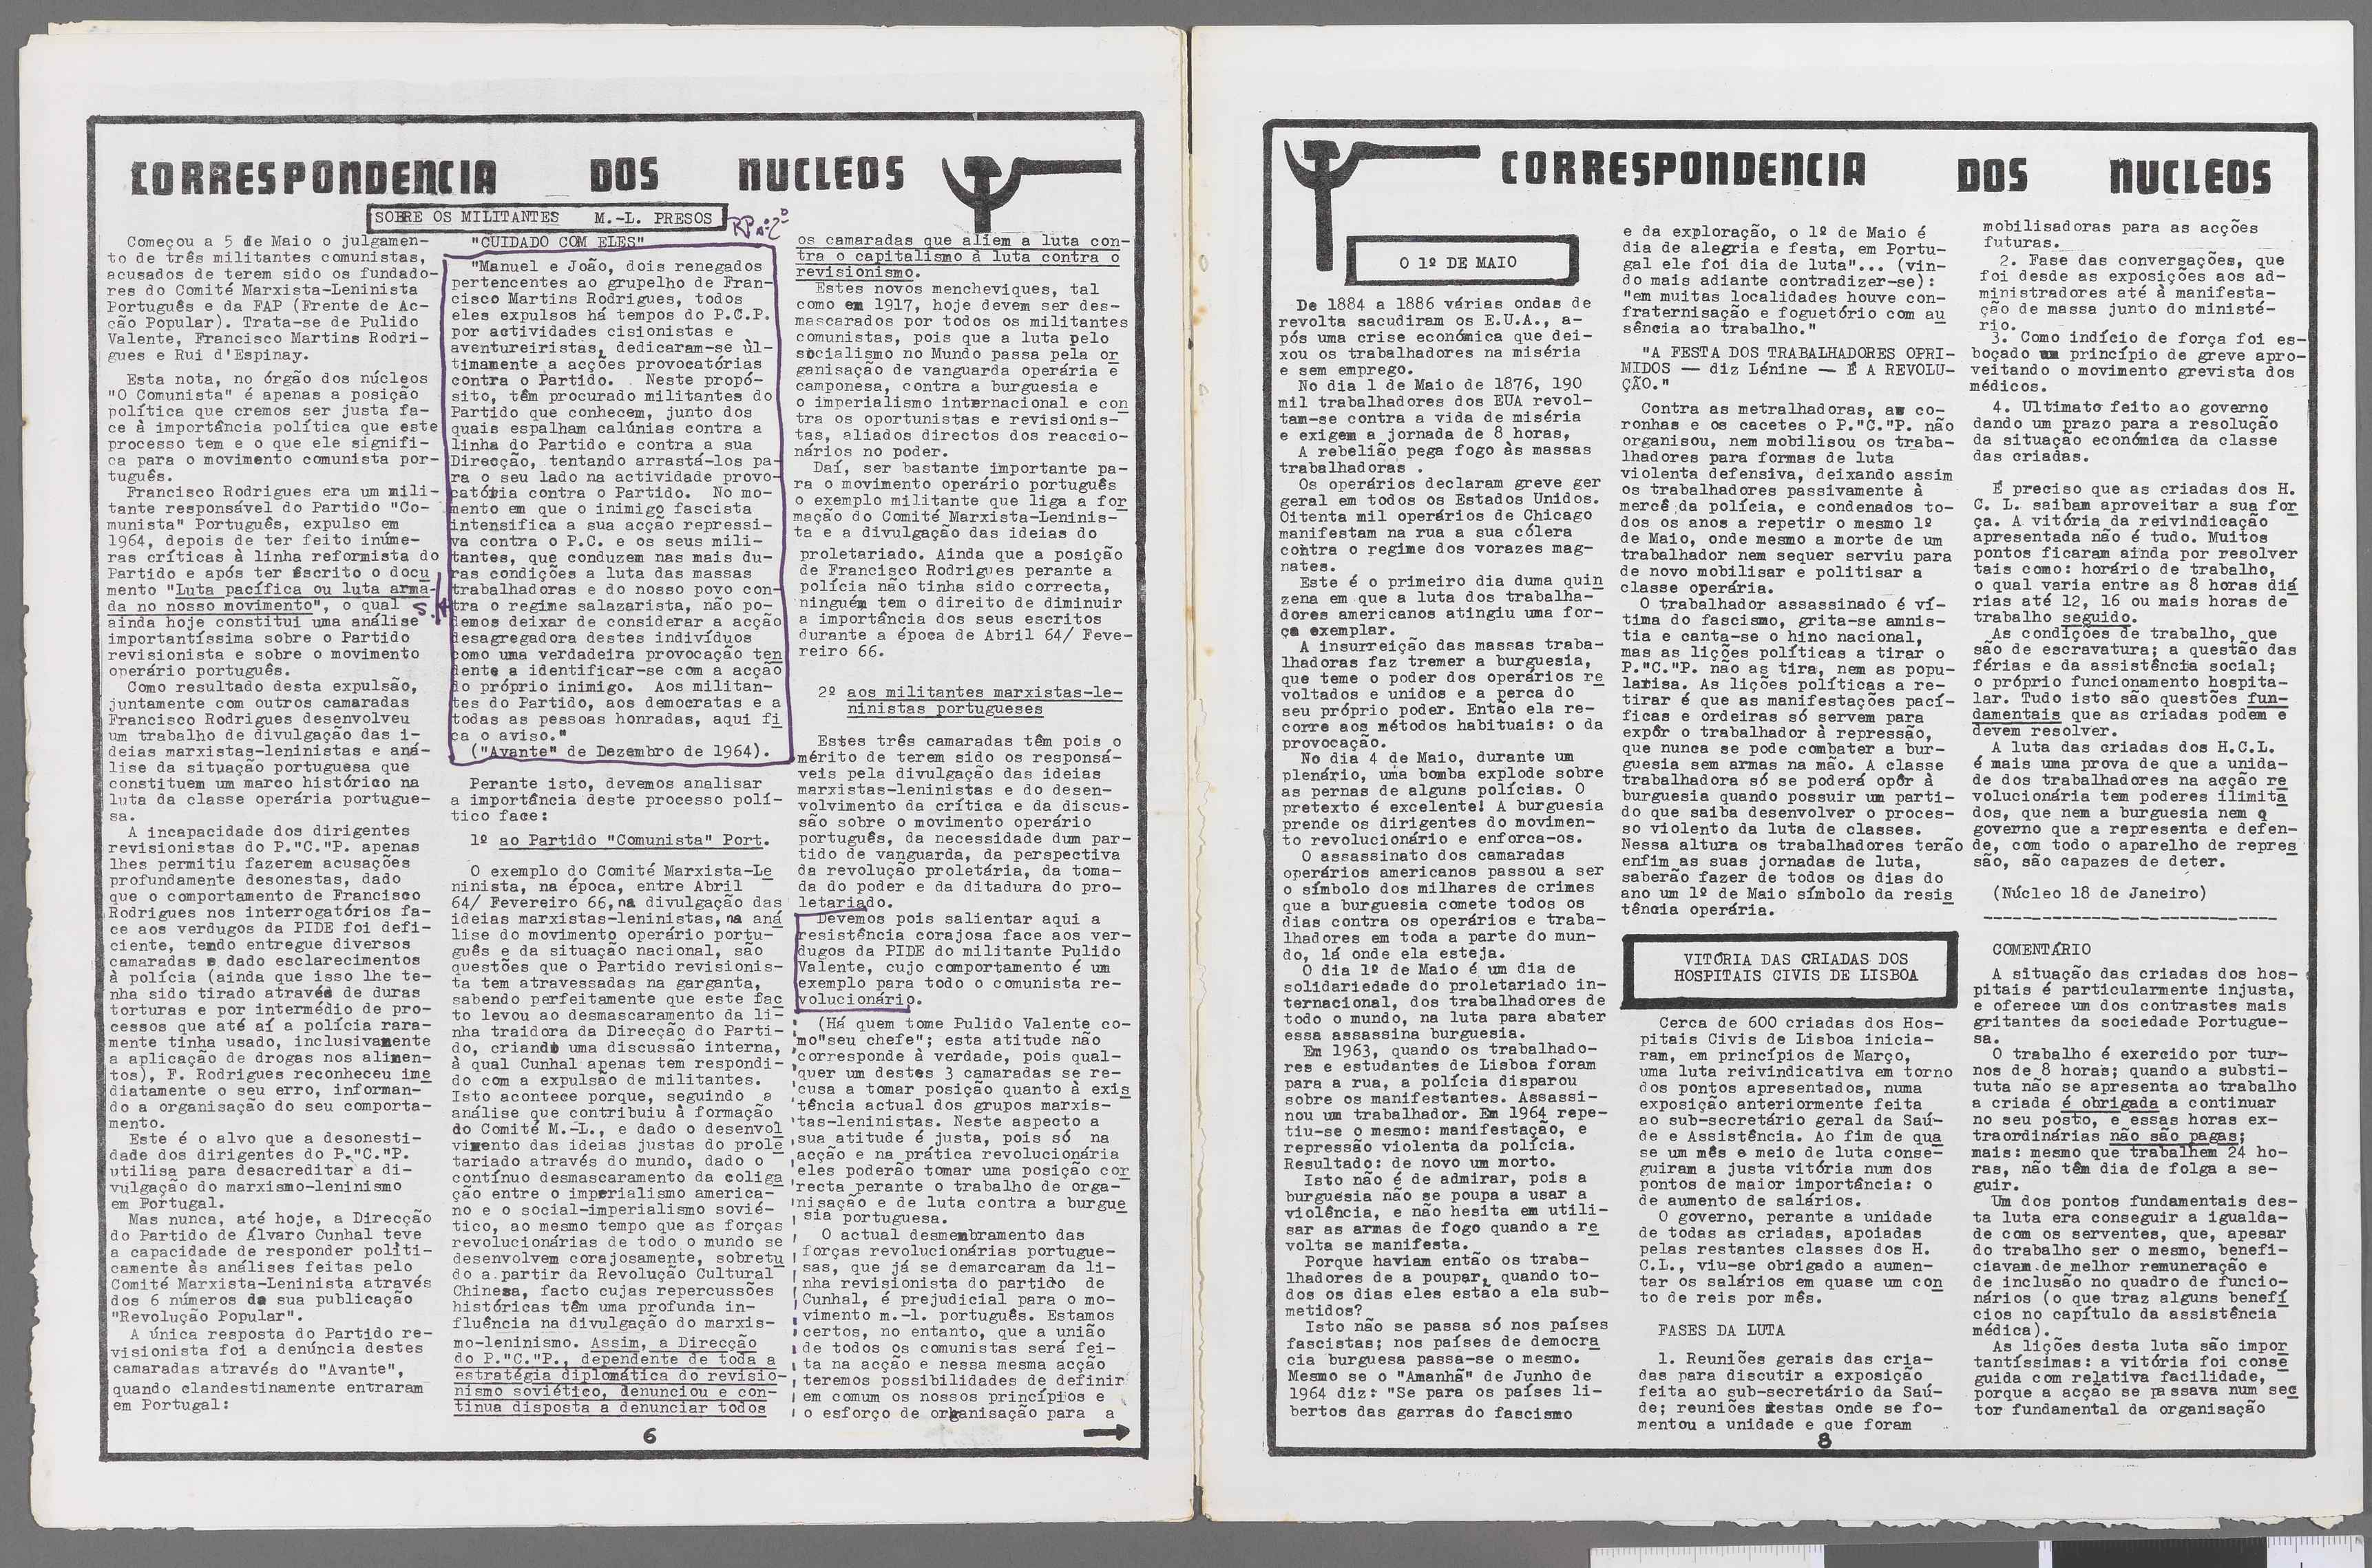 CORRESPONDENCIA DOS NUCLEOS
SOBRE OS MILITANTES M.-L. PRESOS
RP nº 2
Começou a 5 de Maio o julgamen-
to de três militantes comunistas,
acusados de terem sido os fundado-
res do Comité Marxista-Leninista
Português e da FAP (Frente de Ac-
ção Popular). Trata-se de Pulido
Valente, Francisco Martins Rodri-
gues e Rui d'Espinay.
Esta nota, no órgão dos núcleos
"O Comunista" é apenas a posição
política que cremos ser justa fa-
ce à importância política que este
processo tem e o que ele signifi-
ca para o movimento comunista por-
tuguês.
Francisco Rodrigues era um mili-
tante responsável do Partido "Co-
munista" Português, expulso em
1964, depois de ter feito inúme-
ras críticas à linha reformista do
Partido e após ter escrito o docu
mento "Luta pacífica ou luta arma-
da no nosso movimento", o qual
ainda hoje constitui uma análise
importantíssima sobre o Partido
revisionista e sobre o movimento
operário português.
Como resultado desta expulsão,
juntamente com outros camaradas
Francisco Rodrigues desenvolveu
um trabalho de divulgação das i-
deias marxistas-leninistas e aná-
lise da situação portuguesa que
constituem um marco histórico na
luta da classe operária portugue-
sa.
A incapacidade dos dirigentes
revisionistas do P."C."P. apenas
lhes permitiu fazerem acusações
profundamente desonestas, dado
que o comportamento de Francisco
Rodrigues nos interrogatórios fa-
ce aos verdugos da PIDE foi defi-
ciente, tendo entregue diversos
camaradas e dado esclarecimentos
à polícia (ainda que isso lhe te-
nha sido tirado através de duras
torturas e por intermédio de pro-
cessos que até aí a polícia rara-
mente tinha usado, inclusivamente
a aplicação de drogas nos alimen-
tos), F. Rodrigues reconheceu ime
diatamente o seu erro, informan-
do a organisação do seu comporta-
mento.
Este é o alvo que a desonesti-
dade dos dirigentes do P."C."P.
utilisa para desacreditar a di-
vulgação do marxismo-leninismo
em Portugal.
Mas nunca, até hoje, a Direcção
do Partido de Álvaro Cunhal teve
a capacidade de responder politi-
camente às análises feitas pelo
Comité Marxista-Leninista através
dos 6 números da sua publicação
"Revolução Popular".
A única resposta do Partido re-
visionista foi a denúncia destes
camaradas através do "Avante",
quando clandestinamente entraram
em Portugal:
"CUIDADO COM ELES"
"Manuel e João, dois renegados
pertencentes ao grupelho de Fran-
cisco Martins Rodrigues, todos
eles expulsos há tempos do P.C.P.
por actividades cisionistas e
aventureiristas, dedicaram-se ùl-
timamente a acções provocatórias
contra o Partido. Neste propó-
sito, têm procurado militantes do
Partido que conhecem, junto dos
quais espalham calúnias contra a
linha do Partido e contra a sua
Direcção, tentando arrastá-los pa-
ra o seu lado na actividade provo-
catória contra o Partido. No mo-
mento em que o inimigo fascista
intensifica a sua acção repressi-
va contra o P.C. e os seus mili-
tantes, que conduzem nas mais du-
ras condições a luta das massas
trabalhadoras e do nosso povo con-
tra o regime salazarista, não po-
demos deixar de considerar a acção
desagregadora destes indivíduos
como uma verdadeira provocação ten
dente a identificar-se com a acção
do próprio inimigo. Aos militan-
tes do Partido, aos democratas e a
todas as pessoas honradas, aqui fi
ca o aviso."
("Avante" de Dezembro de 1964).
Perante isto, devemos analisar
a importância deste processo polí-
tico face:
1º ao Partido "Comunista" Port.
O exemplo do Comité Marxista-Le
ninista, na época, entre Abril
64/ Fevereiro 66, na divulgação das
ideias marxistas-leninistas, na aná
lise do movimento operário portu-
guês e da situação nacional, são
questões que o Partido revisionis-
ta tem atravessadas na garganta,
sabendo perfeitamente que este fac
to levou ao desmascaramento da li-
nha traidora da Direcção do Parti-
do, criando uma discussão interna,
à qual Cunhal apenas tem respondi-
do com a expulsão de militantes.
Isto acontece porque, seguindo a
análise que contribuiu à formação
do Comité M.-L., e dado o desenvol
vimento das ideias justas do prole
tariado através do mundo, dado o
contínuo desmascaramento da coliga
ção entre o imperialismo america-
no e o social-imperialismo sovié-
tico, ao mesmo tempo que as forças
revolucionárias de todo o mundo se
desenvolvem corajosamente, sobretu
do a partir da Revolução Cultural
Chinesa, facto cujas repercussões
históricas têm uma profunda in-
fluência na divulgação do marxis-
mo-leninismo. Assim, a Direcção
do P."C."P., dependente de toda a
estratégia diplomática do revisio-
nismo soviético, denunciou e con-
tinua disposta a denunciar todos
os camaradas que aliem a luta con-
tra o capitalismo à luta contra o
revisionismo.
Estes novos mencheviques, tal
como em 1917, hoje devem ser des-
mascarados por todos os militantes
comunistas, pois que a luta pelo
socialismo no Mundo passa pela or
ganisação de vanguarda operária e
camponesa, contra a burguesia e
o imperialismo internacional e con
tra os oportunistas e revisionis-
tas, aliados directos dos reaccio-
nários no poder.
Daí, ser bastante importante pa-
ra o movimento operário português
o exemplo militante que liga a for
mação do Comité Marxista-Leninis-
ta e a divulgação das ideias do
proletariado. Ainda que a posição
de Francisco Rodrigues perante a
polícia não tinha sido correcta,
ninguém tem o direito de diminuir
a importância dos seus escritos
durante a época de Abril 64/ Feve-
reiro 66.
2º aos militantes marxistas-le-
ninistas portugueses
Estes três camaradas têm pois o
mérito de terem sido os responsá-
veis pela divulgação das ideias
marxistas-leninistas e do desen-
volvimento da crítica e da discus-
são sobre o movimento operário
português, da necessidade dum par-
tido de vanguarda, da perspectiva
da revolução proletária, da toma-
da do poder e da ditadura do pro-
letariado.
Devemos pois salientar aqui a
resistência corajosa face aos ver-
dugos da PIDE do militante Pulido
Valente, cujo comportamento é um
exemplo para todo o comunista re-
volucionário.
(Há quem tome Pulido Valente co-
mo"seu chefe"; esta atitude não
corresponde à verdade, pois qual-
quer um destes 3 camaradas se re-
cusa a tomar posição quanto à exis
tência actual dos grupos marxis-
tas-leninistas. Neste aspecto a
sua atitude é justa, pois só na
acção e na prática revolucionária
eles poderão tomar uma posição cor
recta perante o trabalho de orga-
nisação e de luta contra a burgue
sia portuguesa.
O actual desmembramento das
forças revolucionárias portugue-
sas, que já se demarcaram da li-
nha revisionista do partido de
Cunhal, é prejudicial para o mo-
vimento m.-l. português. Estamos
certos, no entanto, que a união
de todos os comunistas será fei-
ta na acção e nessa mesma acção
teremos possibilidades de definir
em comum os nossos princípios e
o esforço de organisação para a
6
CORRESPONDENCIA DOS NUCLEOS
O 1º DE MAIO
De 1884 a 1886 várias ondas de
revolta sacudiram os E.U.A., a-
pós uma crise económica que dei-
xou os trabalhadores na miséria
e sem emprego.
No dia 1 de Maio de 1876, 190
mil trabalhadores dos EUA revol-
tam-se contra a vida de miséria
e exigem a jornada de 8 horas,
A rebelião pega fogo às massas
trabalhadoras .
Os operários declaram greve ger
geral em todos os Estados Unidos.
Oitenta mil operários de Chicago
manifestam na rua a sua cólera
contra o regime dos vorazes mag-
nates.
Este é o primeiro dia duma quin
zena em que a luta dos trabalha-
dores americanos atingiu uma for-
ça exemplar.
A insurreição das massas traba-
lhadoras faz tremer a burguesia,
que teme o poder dos operários re
voltados e unidos e a perca do
seu próprio poder. Então ela re-
corre aos métodos habituais: o da
provocação.
No dia 4 de Maio, durante um
plenário, uma bomba explode sobre
as pernas de alguns polícias. O
pretexto é excelente! A burguesia
prende os dirigentes do movimen-
to revolucionário e enforca-os.
O assassinato dos camaradas
operários americanos passou a ser
o símbolo dos milhares de crimes
que a burguesia comete todos os
dias contra os operários e traba-
lhadores em toda a parte do mun-
do, lá onde ela esteja.
O dia 1º de Maio é um dia de
solidariedade do proletariado in-
ternacional, dos trabalhadores de
todo o mundo, na luta para abater
essa assassina burguesia.
Em 1963, quando os trabalhado-
res e estudantes de Lisboa foram
para a rua, a polícia disparou
sobre os manifestantes. Assassi-
nou um trabalhador. Em 1964 repe-
tiu-se o mesmo: manifestação, e
repressão violenta da polícia.
Resultado: de novo um morto.
Isto não é de admirar, pois a
burguesia não se poupa a usar a
violência, e não hesita em utili-
sar as armas de fogo quando a re
volta se manifesta.
Porque haviam então os traba-
lhadores de a poupar, quando to-
dos os dias eles estão a ela sub-
metidos?
Isto não se passa só nos países
fascistas; nos países de democra
cia burguesa passa-se o mesmo.
Mesmo se o "Amanhã" de Junho de
1964 diz: "Se para os países li-
bertos das garras do fascismo
e da exploração, o 1º de Maio é
dia de alegria e festa, em Portu-
gal ele foi dia de luta"... (vin-
do mais adiante contradizer-se):
"em muitas localidades houve con-
fraternisação e foguetório com au
sência ao trabalho."
"A FESTA DOS TRABALHADORES OPRI-
MIDOS — diz Lénine — É A REVOLU-
ÇÃO."
Contra as metralhadoras, as co-
ronhas e os cacetes o P."C."P. não
organisou, nem mobilisou os traba-
lhadores para formas de luta
violenta defensiva, deixando assim
os trabalhadores passivamente à
mercê da polícia, e condenados to-
dos os anos a repetir o mesmo 1º
de Maio, onde mesmo a morte de um
trabalhador nem sequer serviu para
de novo mobilisar e politisar a
classe operária.
O trabalhador assassinado é ví-
tima do fascismo, grita-se amnis-
tia e canta-se o hino nacional,
mas as lições políticas a tirar o
P."C."P. não as tira, nem as popu-
larisa. As lições políticas a re-
tirar é que as manifestações pací-
ficas e ordeiras só servem para
expôr o trabalhador à repressão,
que nunca se pode combater a bur-
guesia sem armas na mão. A classe
trabalhadora só se poderá opôr à
burguesia quando possuir um parti-
do que saiba desenvolver o proces-
so violento da luta de classes.
Nessa altura os trabalhadores terão
enfim as suas jornadas de luta,
saberão fazer de todos os dias do
ano um 1º de Maio símbolo da resis
tência operária.
VITÓRIA DAS CRIADAS DOS
HOSPITAIS CIVIS DE LISBOA
Cerca de 600 criadas dos Hos-
pitais Civis de Lisboa inicia-
ram, em princípios de Março,
uma luta reivindicativa em torno
dos pontos apresentados, numa
exposição anteriormente feita
ao sub-secretário geral da Saú-
de e Assistência. Ao fim de qua
se um mês e meio de luta conse-
guiram a justa vitória num dos
pontos de maior importância: o
de aumento de salários.
O governo, perante a unidade
de todas as criadas, apoiadas
pelas restantes classes dos H.
C.L., viu-se obrigado a aumen-
tar os salários em quase um con
to de reis por mês.
FASES DA LUTA
1. Reuniões gerais das cria-
das para discutir a exposição
feita ao sub-secretário da Saú-
de; reuniões destas onde se fo-
mentou a unidade e que foram
mobilisadoras para as acções
futuras.
2. Fase das conversações, que
foi desde as exposições aos ad-
ministradores até à manifesta-
ção de massa junto do ministé-
rio.
3. Como indício de força foi es-
boçado um princípio de greve apro-
veitando o movimento grevista dos
médicos.
4. Ultimato feito ao governo
dando um prazo para a resolução
da situação económica da classe
das criadas.
É preciso que as criadas dos H.
C. L. saibam aproveitar a sua for
ça. A vitória da reivindicação
apresentada não é tudo. Muitos
pontos ficaram ainda por resolver
tais como: horário de trabalho,
o qual varia entre as 8 horas diá
rias até 12, 16 ou mais horas de
trabalho seguido.
As condições de trabalho, que
são de escravatura; a questão das
férias e da assistência social;
o próprio funcionamento hospita-
lar. Tudo isto são questões fun-
damentais que as criadas podem e
devem resolver.
A luta das criadas dos H.C.L.
é mais uma prova de que a unida-
de dos trabalhadores na acção re
volucionária tem poderes ilimita
dos, que nem a burguesia nem o
governo que a representa e defen-
de, com todo o aparelho de repres
são, são capazes de deter.
(Núcleo 18 de Janeiro)
COMENTÁRIO
A situação das criadas dos hos-
pitais é particularmente injusta,
e oferece um dos contrastes mais
gritantes da sociedade Portugue-
sa.
O trabalho é exercido por tur-
nos de 8 horas; quando a substi-
tuta não se apresenta ao trabalho
a criada é obrigada a continuar
no seu posto, e essas horas ex-
traordinárias não são pagas;
mais: mesmo que trabalhem 24 ho-
ras, não têm dia de folga a se-
guir.
Um dos pontos fundamentais des-
ta luta era conseguir a igualda-
de com os serventes, que, apesar
do trabalho ser o mesmo, benefi-
ciavam de melhor remuneração e
de inclusão no quadro de funcio-
nários (o que traz alguns benefí
cios no capítulo da assistência
médica).
As lições desta luta são impor
tantíssimas: a vitória foi conse
guida com relativa facilidade,
porque a acção se passava num sec
tor fundamental da organisação
8